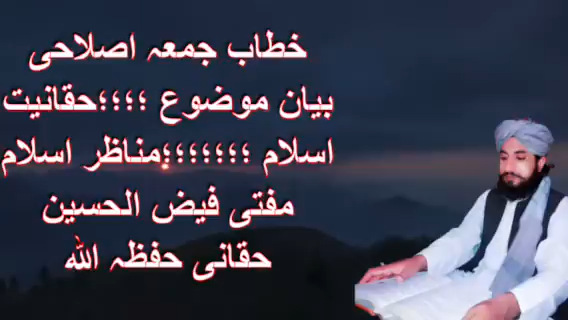 خطاب جمعہ اصلاحی
بیان موضوع ؛؛؛؛حقانیت
اسلام ؛؛؛؛؛؛؛مناظر اسلام
مفتی فیض الحسین
حقانی حفظہ اللہ